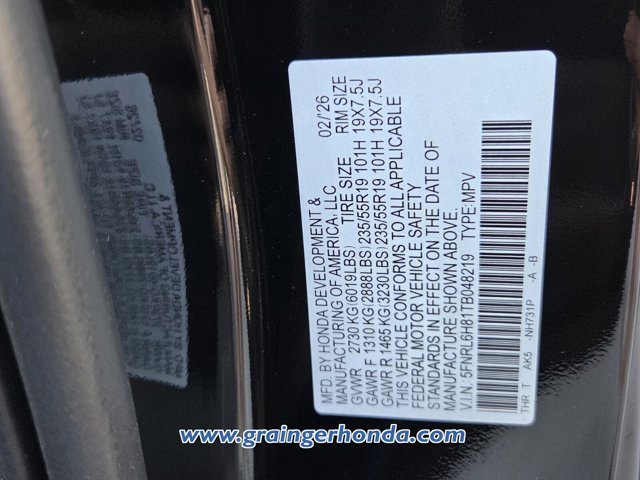 MFD. BY HONDA DEVELOPMENT &
MANUFACTURING OF AMERICA, LLC 02/'26
GVWR 2730 KG(6019LBS) TIRE SIZE RIM SIZE
GAWR F 1310 KG(2888LBS)235/55R19 101H 19X7.5J
GAWR R 1465 KG(3230LBS)235/55R19 101H 19X7.5J
THIS VEHICLE CONFORMS TO ALL APPLICABLE
FEDERAL MOTOR VEHICLE SAFETY
STANDARDS IN EFFECT ON THE DATE OF
MANUFACTURE SHOWN ABOVE.
V.I.N.: 5FNRL6H81TB048219 TYPE:MPV
THR T AK5 -NH731P -A -B
www.graingerhonda.com